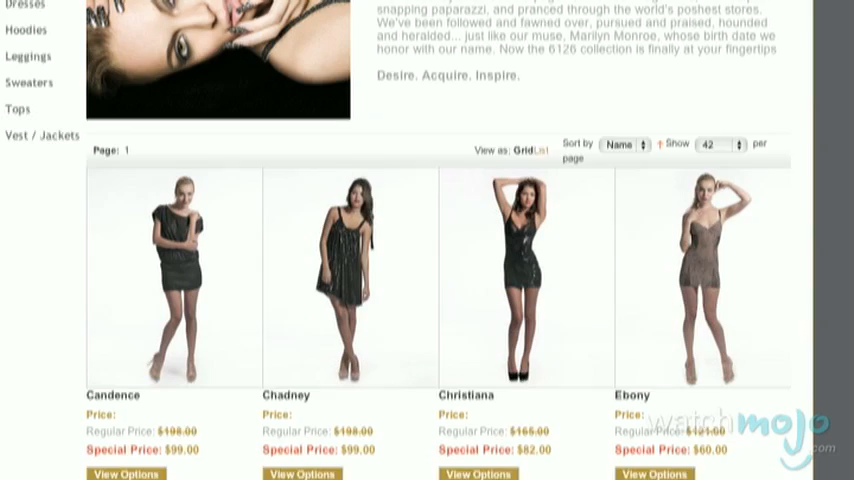 Dresses
Hoodies
Leggings
Sweaters
Tops
Vest / Jackets
snapping paparazzi, and pranced through the world's poshest stores.
We've been followed and fawned over, pursued and praised, hounded
and heralded... just like our muse, Marilyn Monroe, whose birth date we
honor with our name. Now the 6126 collection is finally at your fingertips
Desire. Acquire. Inspire.
Page: 1
View as: Grid List
Sort by Name Show 42 per
page
Candence Chadney Christiana Ebony
Price: Price: Price: Price:
Regular Price: $198.00 Regular Price: $198.00 Regular Price: $165.00 Regular Price: $121.00
Special Price: $99.00 Special Price: $99.00 Special Price: $82.00 Special Price: $60.00
View Options View Options View Options View Options
watchmojo
.com